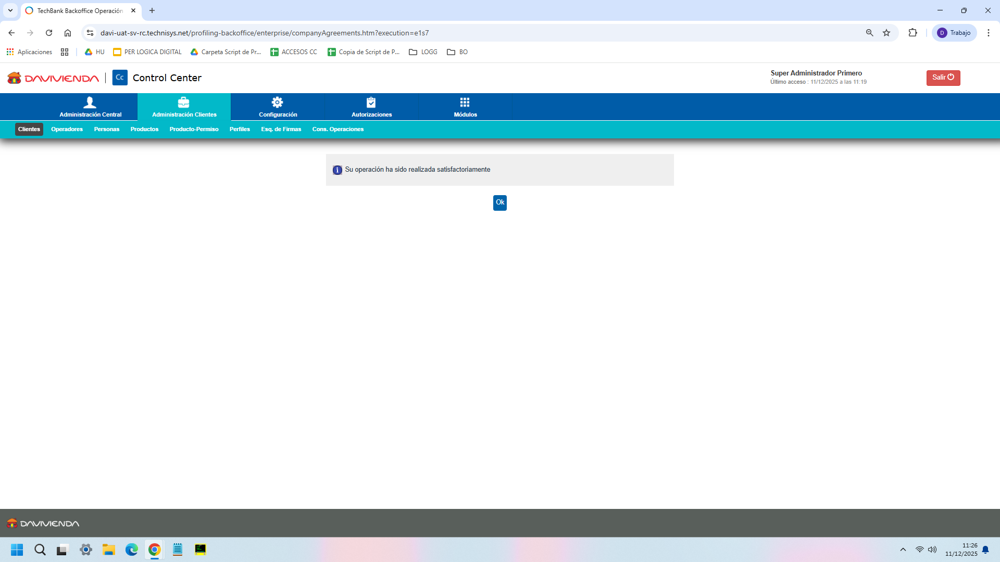 TechBank Backoffice Operación
davi-uat-sv-rc.technisys.net/profiling-backoffice/enterprise/companyAgreements.htm?execution=e1s7
D Trabajo
Aplicaciones HU PER LOGICA DIGITAL Carpeta Script de Pr... ACCESOS CC Copia de Script de P... LOGG BO
DAVIVIENDA Cc Control Center
Super Administrador Primero
Último acceso : 11/12/2025 a las 11:19
Salir
Administración Central Administración Clientes Configuración Autorizaciones Módulos
Clientes Operadores Personas Productos Producto-Permiso Perfiles Esq. de Firmas Cons. Operaciones
Su operación ha sido realizada satisfactoriamente
Ok
DAVIVIENDA
11:26
11/12/2025